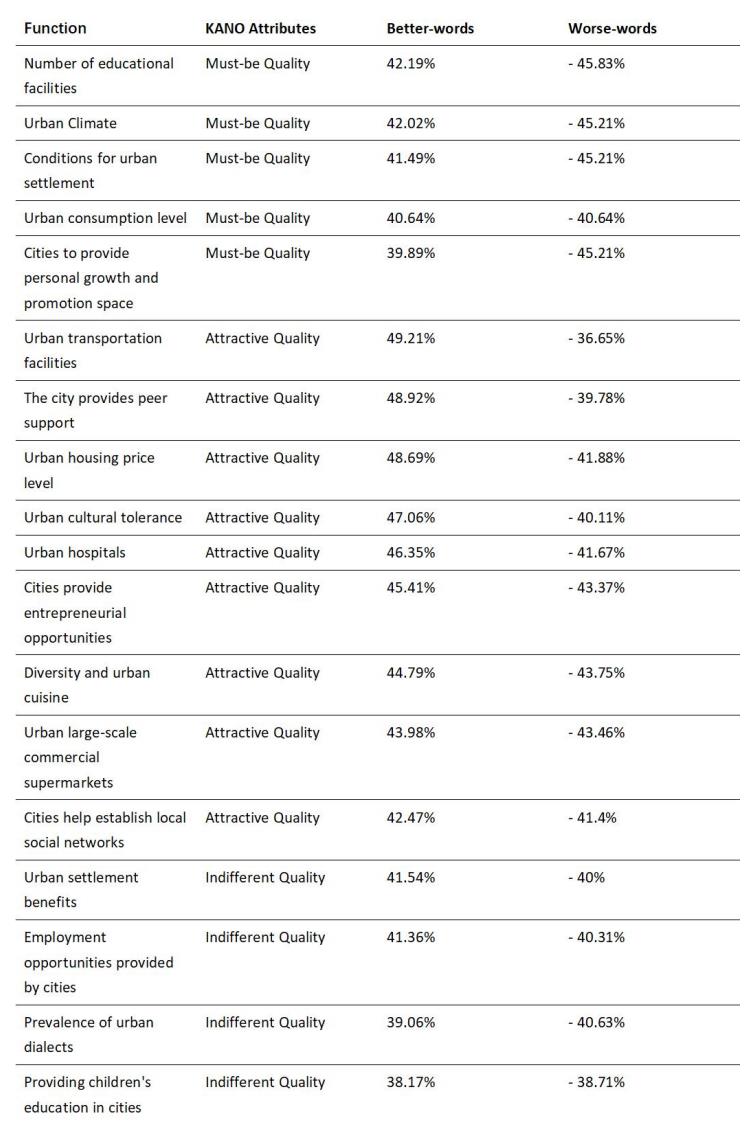 Function KANO Attributes Better-words Worse-words
Number of educational Must-be Quality 42.19% - 45.83%
facilities
Urban Climate Must-be Quality 42.02% - 45.21%
Conditions for urban Must-be Quality 41.49% - 45.21%
settlement
Urban consumption level Must-be Quality 40.64% - 40.64%
Cities to provide Must-be Quality 39.89% - 45.21%
personal growth and
promotion space
Urban transportation Attractive Quality 49.21% - 36.65%
facilities
The city provides peer Attractive Quality 48.92% - 39.78%
support
Urban housing price Attractive Quality 48.69% - 41.88%
level
Urban cultural tolerance Attractive Quality 47.06% - 40.11%
Urban hospitals Attractive Quality 46.35% - 41.67%
Cities provide Attractive Quality 45.41% - 43.37%
entrepreneurial
opportunities
Diversity and urban Attractive Quality 44.79% - 43.75%
cuisine
Urban large-scale Attractive Quality 43.98% - 43.46%
commercial
supermarkets
Cities help establish local Attractive Quality 42.47% - 41.4%
social networks
Urban settlement Indifferent Quality 41.54% - 40%
benefits
Employment Indifferent Quality 41.36% - 40.31%
opportunities provided
by cities
Prevalence of urban Indifferent Quality 39.06% - 40.63%
dialects
Providing children's Indifferent Quality 38.17% - 38.71%
education in cities